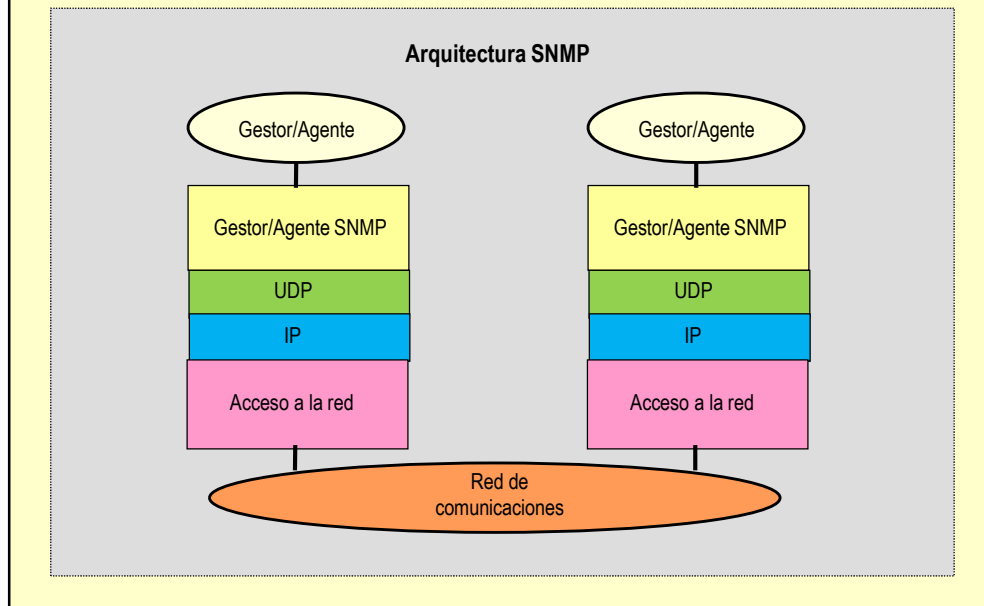 Arquitectura SNMP
Gestor/Agente
Gestor/Agente
Gestor/Agente SNMP
Gestor/Agente SNMP
UDP
UDP
IP
IP
Acceso a la red
Acceso a la red
Red de
comunicaciones